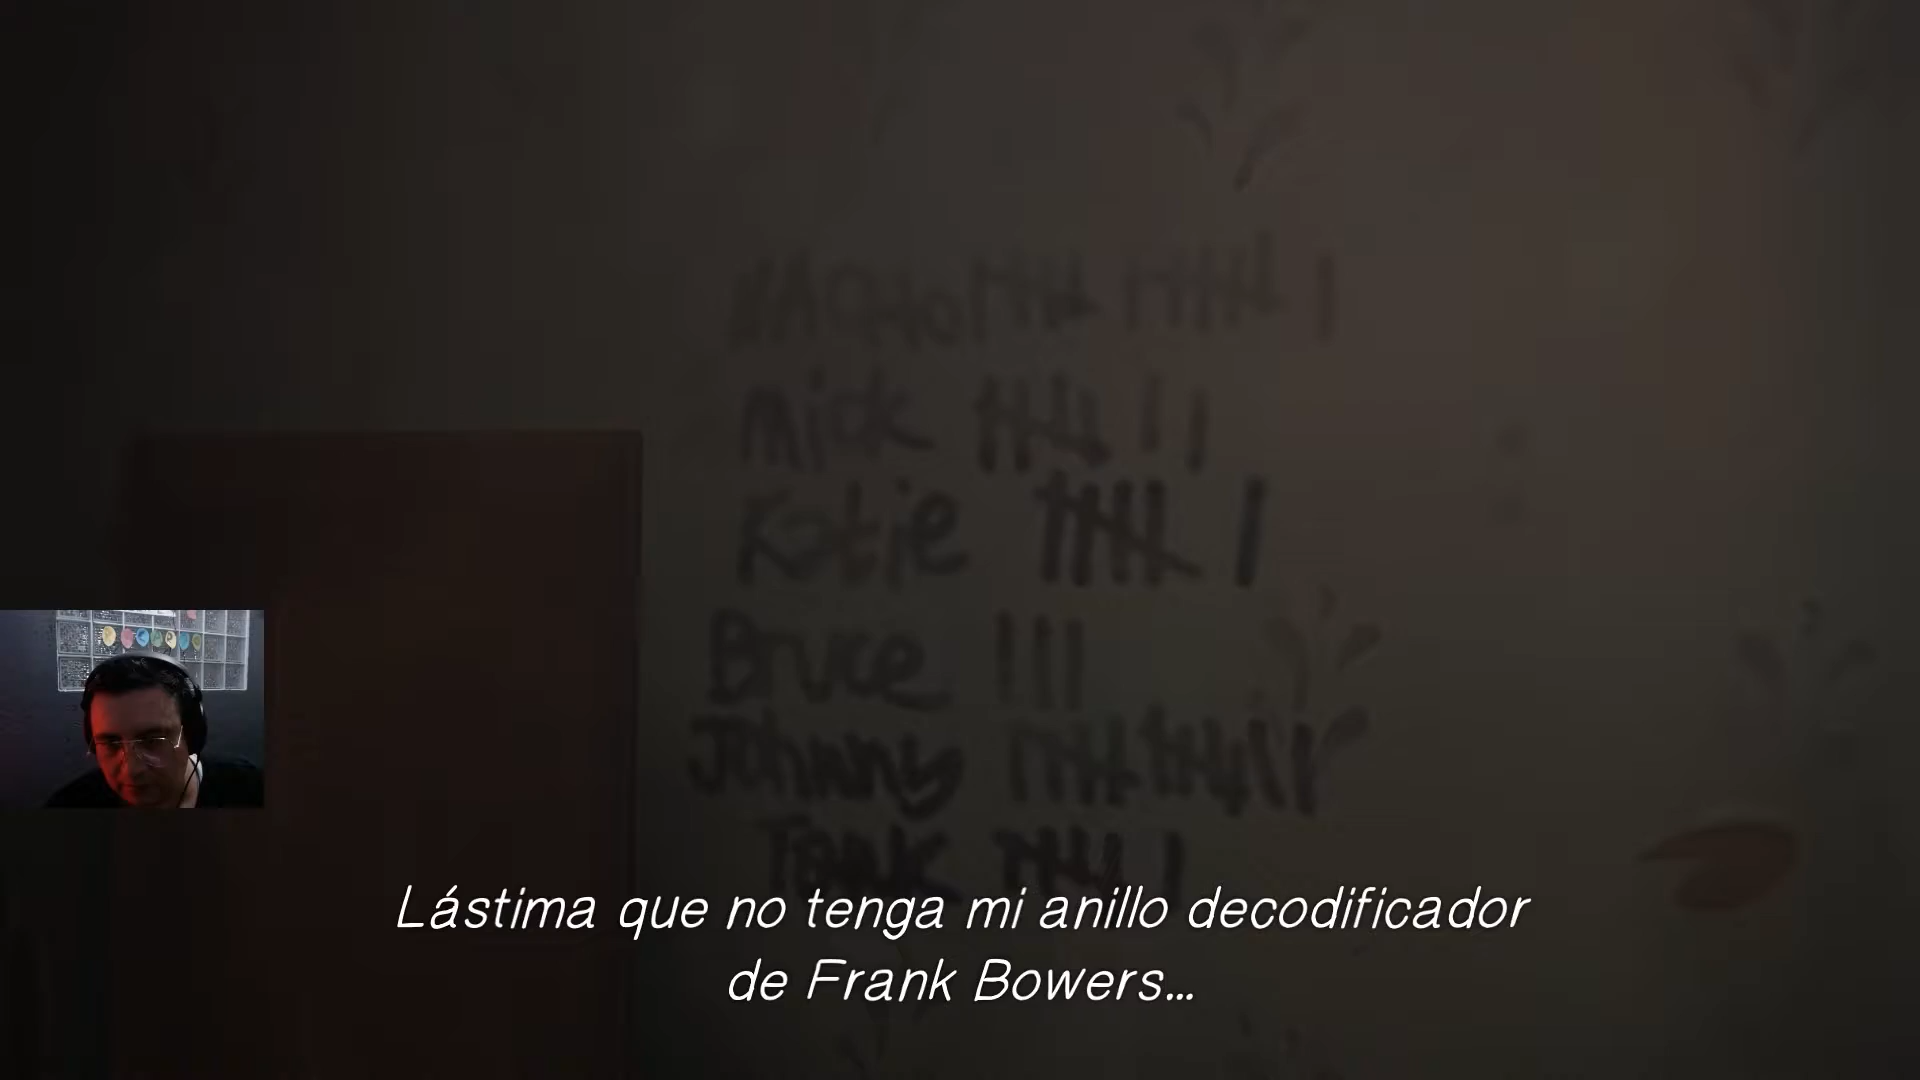 Mick
Katie
Bruce
Johnny
Lástima que no tenga mi anillo decodificador
de Frank Bowers...